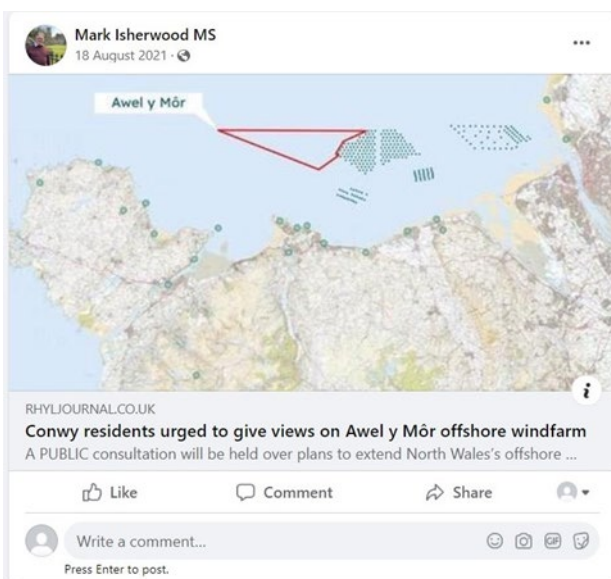 Mark Isherwood MS
18 August 2021 ·
Awel y Môr
RHYLJOURNAL.CO.UK
Conwy residents urged to give views on Awel y Môr offshore windfarm
A PUBLIC consultation will be held over plans to extend North Wales's offshore ...
Like Comment Share
Write a comment...
GIF
Press Enter to post.